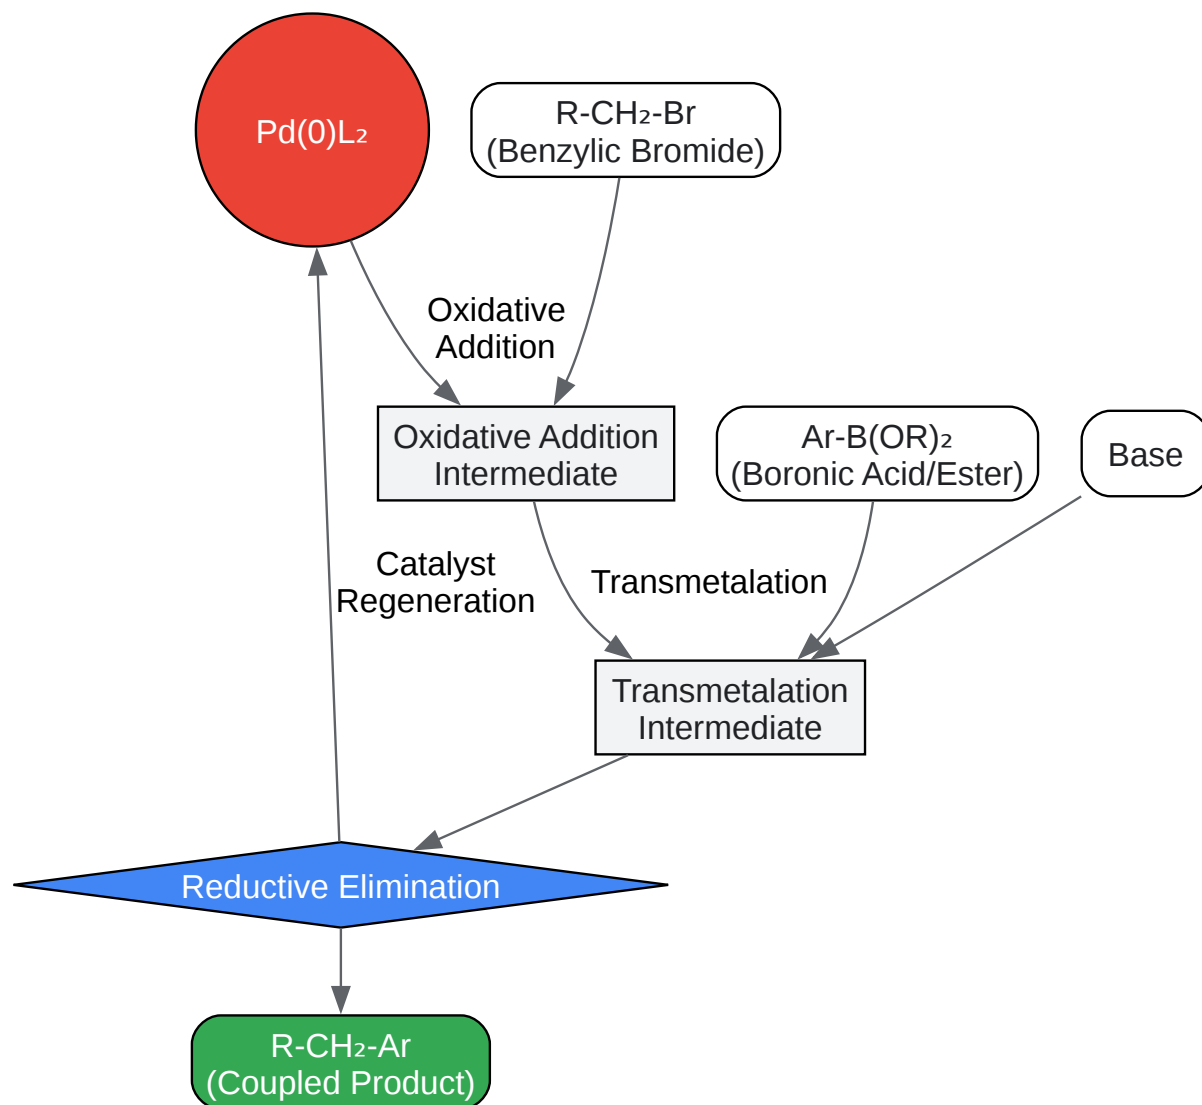 Pd(0)L₂
R-CH₂-Br
(Benzylic Bromide)
Oxidative
Addition
Oxidative Addition
Intermediate
Ar-B(OR)₂
(Boronic Acid/Ester)
Base
Catalyst
Regeneration
Transmetalation
Transmetalation
Intermediate
Reductive Elimination
R-CH₂-Ar
(Coupled Product)